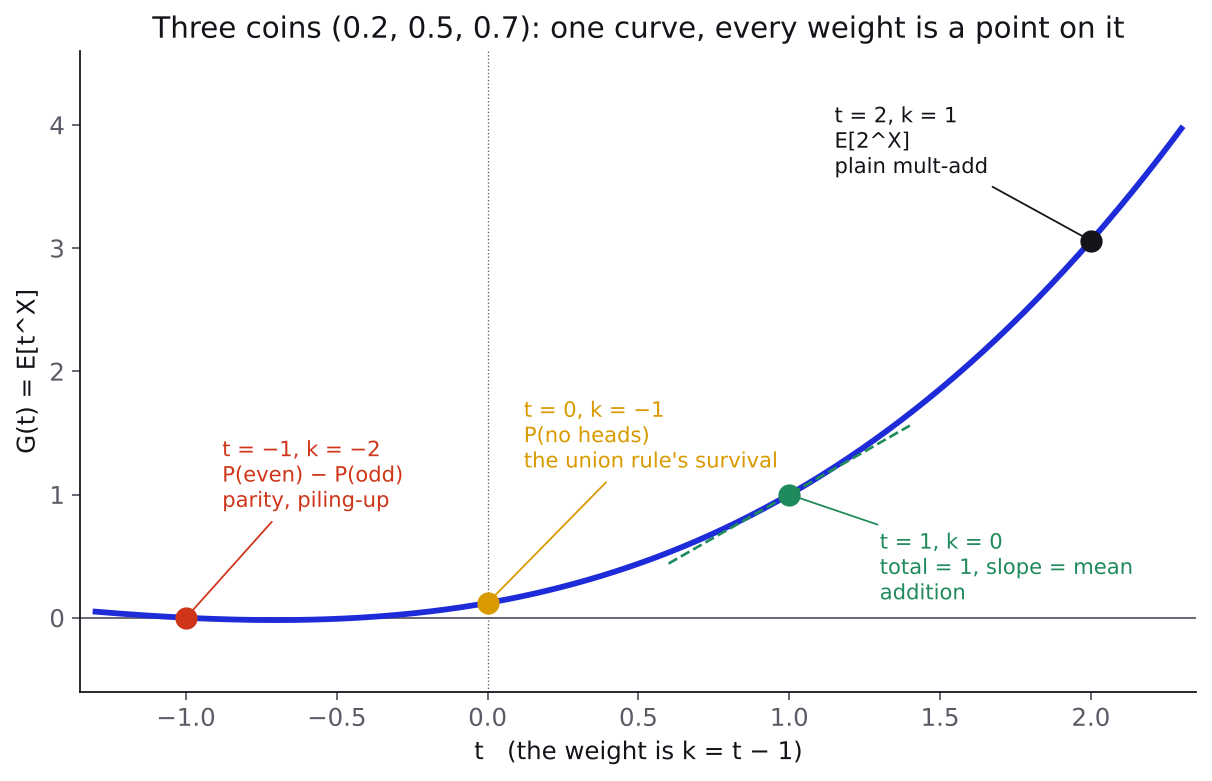 Three coins (0.2, 0.5, 0.7): one curve, every weight is a point on it
G(t) = E[t^X]
4
3
2
1
0
t = 2, k = 1
E[2^X]
plain mult-add
t = 0, k = −1
P(no heads)
the union rule's survival
t = −1, k = −2
P(even) − P(odd)
parity, piling-up
t = 1, k = 0
total = 1, slope = mean
addition
−1.0
−0.5
0.0
0.5
1.0
1.5
2.0
t (the weight is k = t − 1)